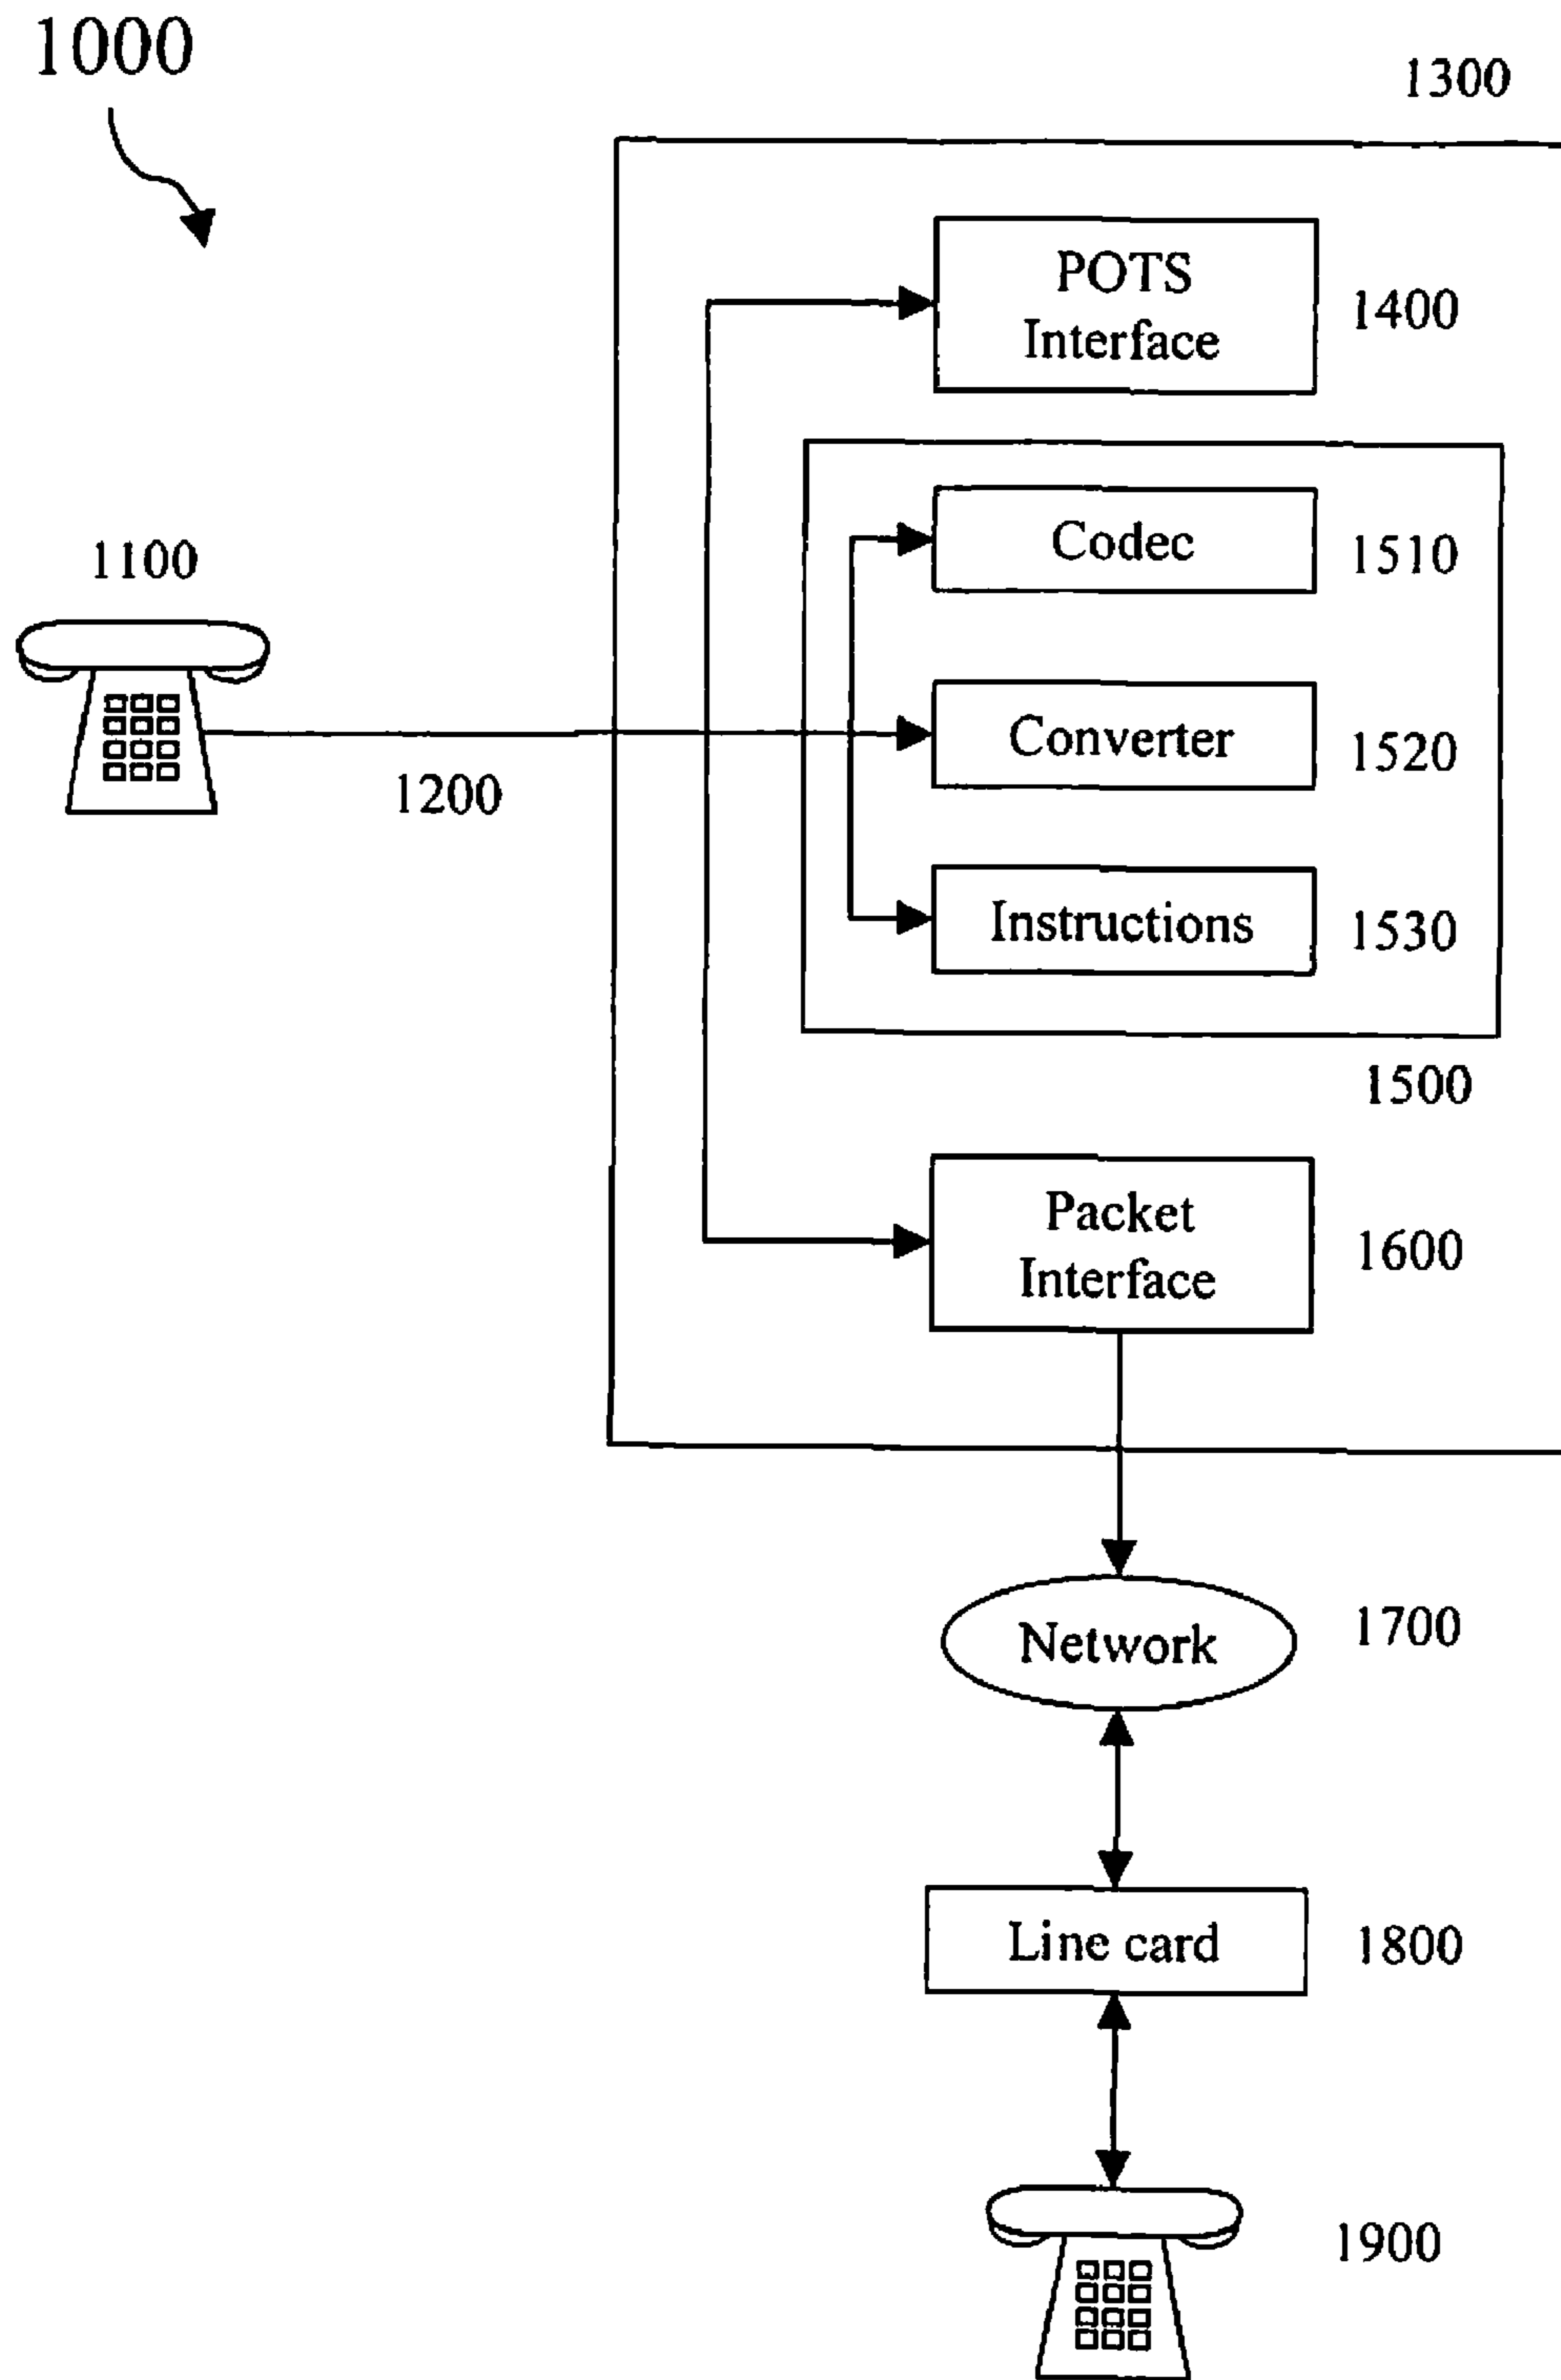 1000
1300
POTS
Interface
1400
1100
Codec
1510
Converter
1520
1200
Instructions
1530
1500
Packet
Interface
1600
Network
1700
Line card
1800
1900